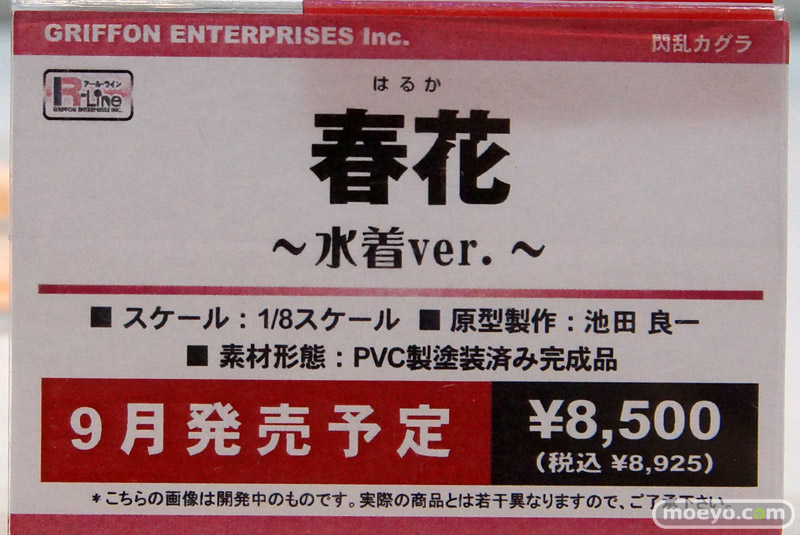 GRIFFON ENTERPRISES Inc.
閃乱カグラ
アールライン
R-Line
GRIFFON ENTERPRISES INC.
はるか
春花
～水着ver.～
■ スケール：1/8スケール ■ 原型製作：池田 良一
■ 素材形態：PVC製塗装済み完成品
9月発売予定
¥8,500
(税込 ¥8,925)
＊こちらの画像は開発中のものです。実際の商品とは若干異なりますので、ご了承下さい。
moeyo.com